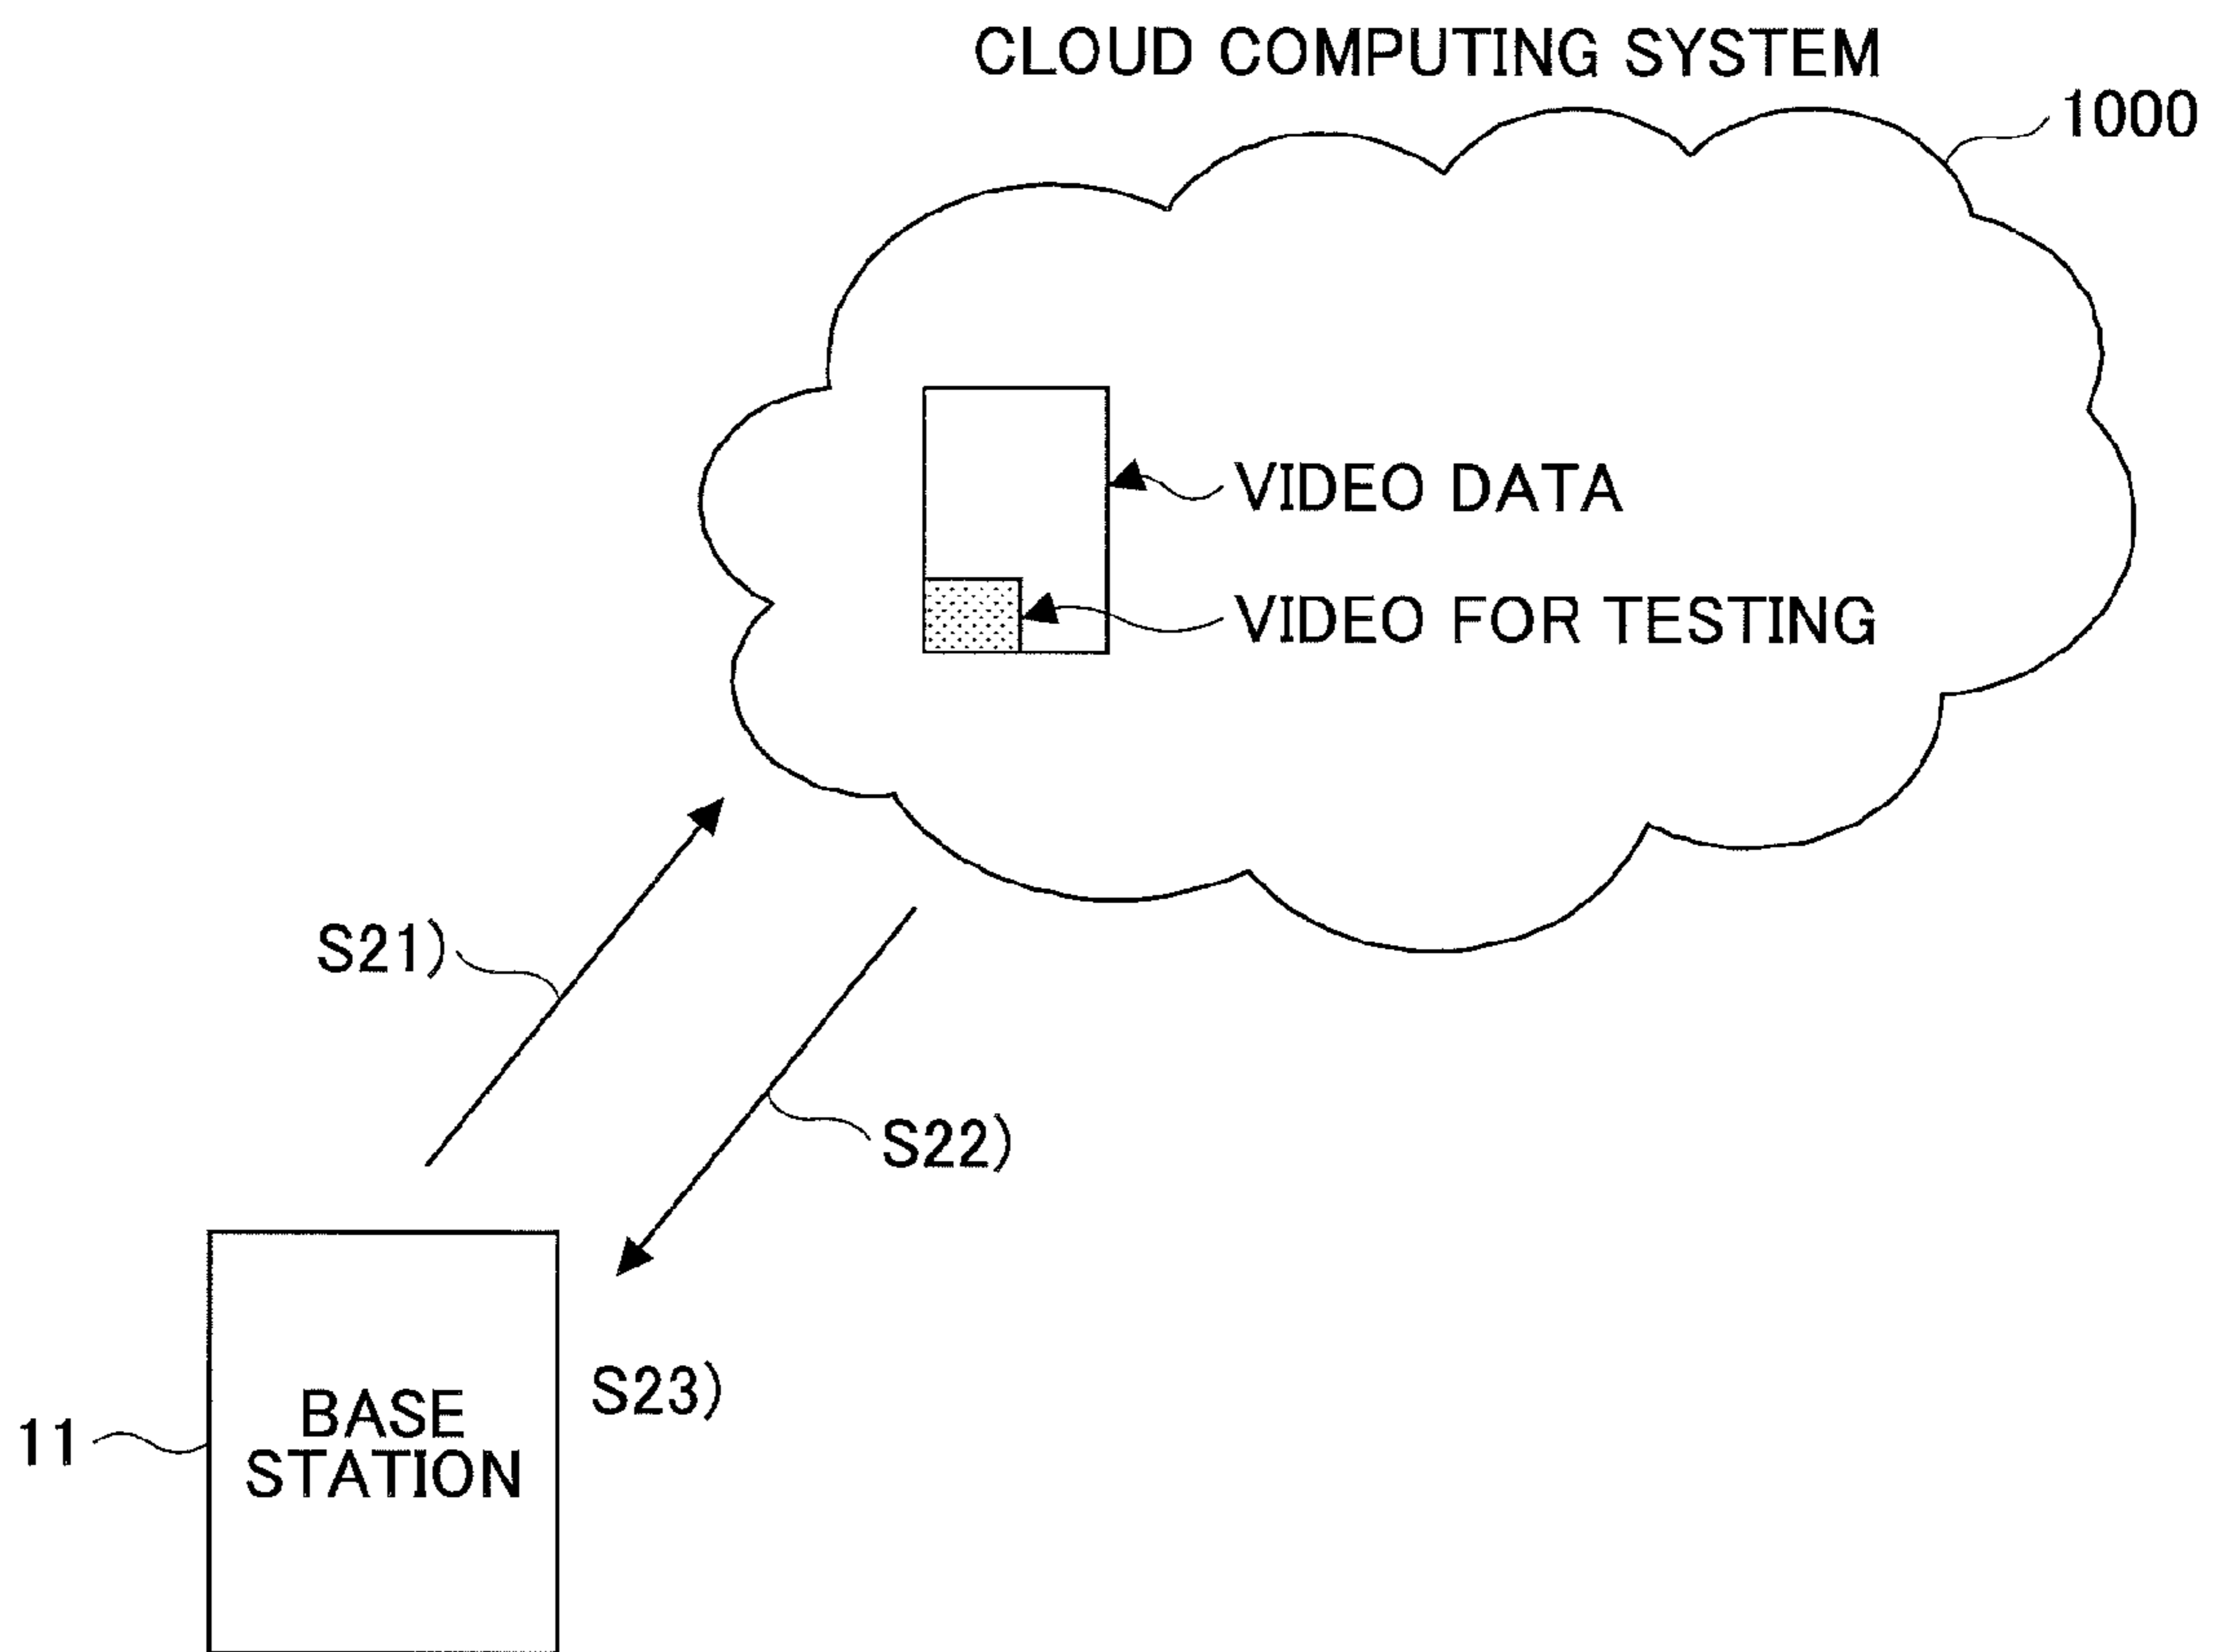 CLOUD COMPUTING SYSTEM
1000
VIDEO DATA
VIDEO FOR TESTING
S21)
S22)
S23)
BASE
STATION
11